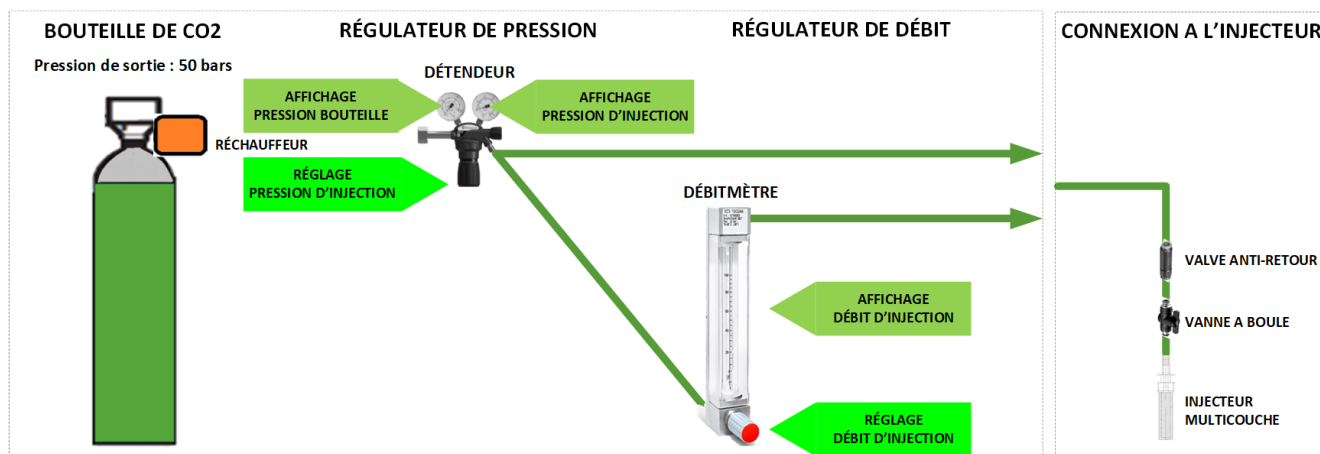 BOUTEILLE DE CO2
Pression de sortie : 50 bars
RÉCHAUFFEUR
RÉGULATEUR DE PRESSION
DÉTENDEUR
AFFICHAGE
PRESSION BOUTEILLE
AFFICHAGE
PRESSION D’INJECTION
RÉGLAGE
PRESSION D’INJECTION
RÉGULATEUR DE DÉBIT
DÉBITMÈTRE
AFFICHAGE
DÉBIT D’INJECTION
RÉGLAGE
DÉBIT D’INJECTION
CONNEXION A L’INJECTEUR
VALVE ANTI-RETOUR
VANNE A BOULE
INJECTEUR
MULTICOUCHE